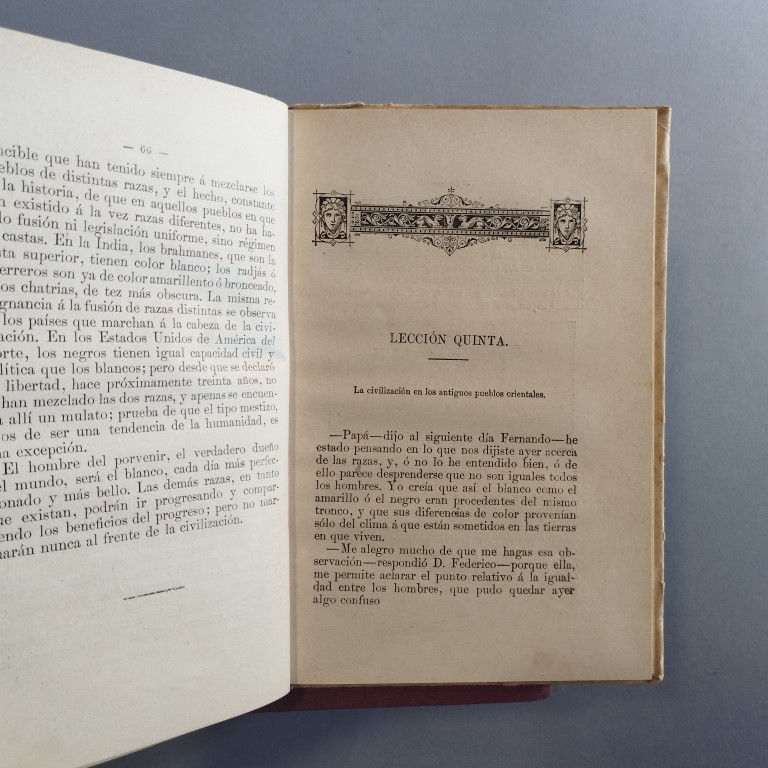 — 66 —
ncible que han tenido siempre á mezclarse los
eblos de distintas razas, y el hecho, constante
la historia, de que en aquellos pueblos en que
n existido á la vez razas diferentes, no ha ha-
do fusión ni legislación uniforme, sino régimen
castas. En la India, los brahmanes, que son la
sta superior, tienen color blanco; los radjás ó
erreros son ya de color amarillento ó bronceado,
os chatrias, de tez más obscura. La misma re-
gnancia á la fusión de razas distintas se observa
los países que marchan á la cabeza de la civi-
ación. En los Estados Unidos de América del
orte, los negros tienen igual capacidad civil y
lítica que los blancos; pero desde que se declaró
libertad, hace próximamente treinta años, no
han mezclado las dos razas, y apenas se encuen-
a allí un mulato; prueba de que el tipo mestizo,
os de ser una tendencia de la humanidad, es
na excepción.
El hombre del porvenir, el verdadero dueño
el mundo, será el blanco, cada día más perfec-
onado y más bello. Las demás razas, en tanto
ue existan, podrán ir progresando y compar-
endo los beneficios del progreso; pero no mar-
harán nunca al frente de la civilización.
LECCIÓN QUINTA.
La civilización en los antiguos pueblos orientales.
—Papá—dijo al siguiente día Fernando—he
estado pensando en lo que nos dijiste ayer acerca
de las razas, y, ó no lo he entendido bien, ó de
ello parece desprenderse que no son iguales todos
los hombres. Yo creía que así el blanco como el
amarillo ó el negro eran procedentes del mismo
tronco, y que sus diferencias de color provenían
sólo del clima á que están sometidos en las tierras
en que viven.
—Me alegro mucho de que me hagas esa ob-
servación—respondió D. Federico—porque ella,
me permite aclarar el punto relativo á la igual-
dad entre los hombres, que pudo quedar ayer
algo confuso